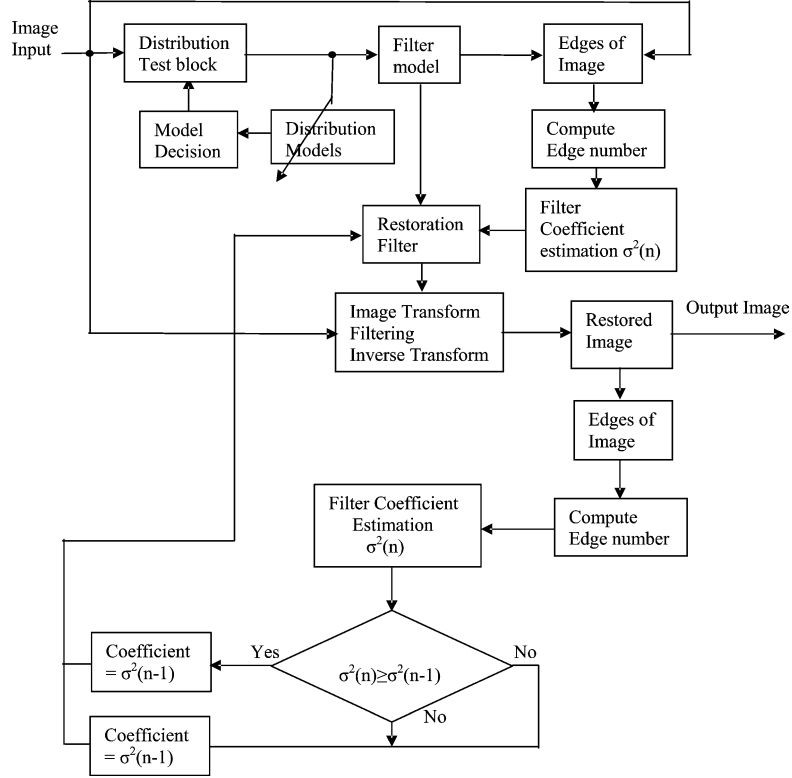 Image
Input
Distribution
Test block
Filter
model
Edges of
Image
Model
Decision
Distribution
Models
Compute
Edge number
Restoration
Filter
Filter
Coefficient
estimation σ²(n)
Image Transform
Filtering
Inverse Transform
Restored
Image
Output Image
Edges of
Image
Filter Coefficient
Estimation
σ²(n)
Compute
Edge number
Yes
No
Coefficient
= σ²(n-1)
σ²(n)≥σ²(n-1)
No
Coefficient
= σ²(n-1)